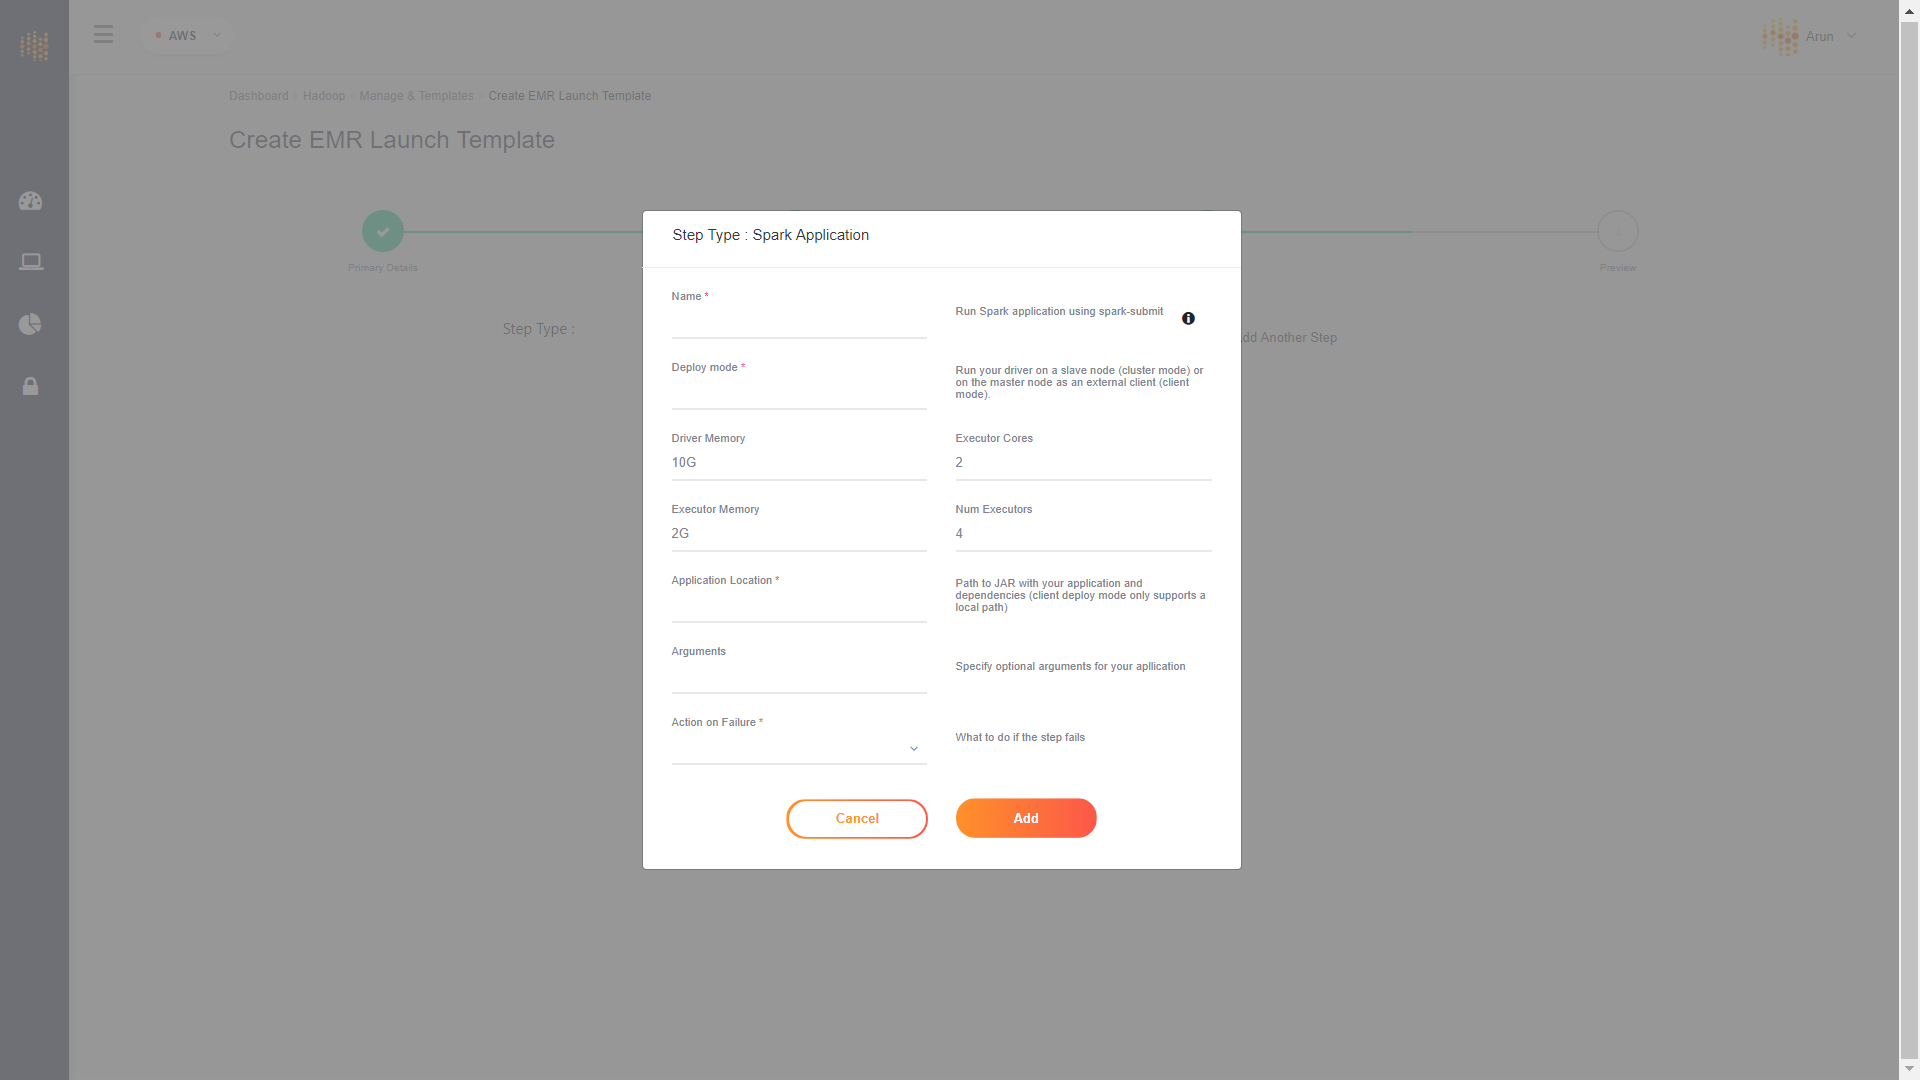 AWS
Arun
Dashboard Hadoop Manage & Templates Create EMR Launch Template
Create EMR Launch Template
Primary Details
Preview
Step Type :
dd Another Step
Step Type : Spark Application
Name *
Run Spark application using spark-submit
Deploy mode *
Run your driver on a slave node (cluster mode) or
on the master node as an external client (client
mode).
Driver Memory
10G
Executor Cores
2
Executor Memory
2G
Num Executors
4
Application Location *
Path to JAR with your application and
dependencies (client deploy mode only supports a
local path)
Arguments
Specify optional arguments for your apllication
Action on Failure *
What to do if the step fails
Cancel
Add